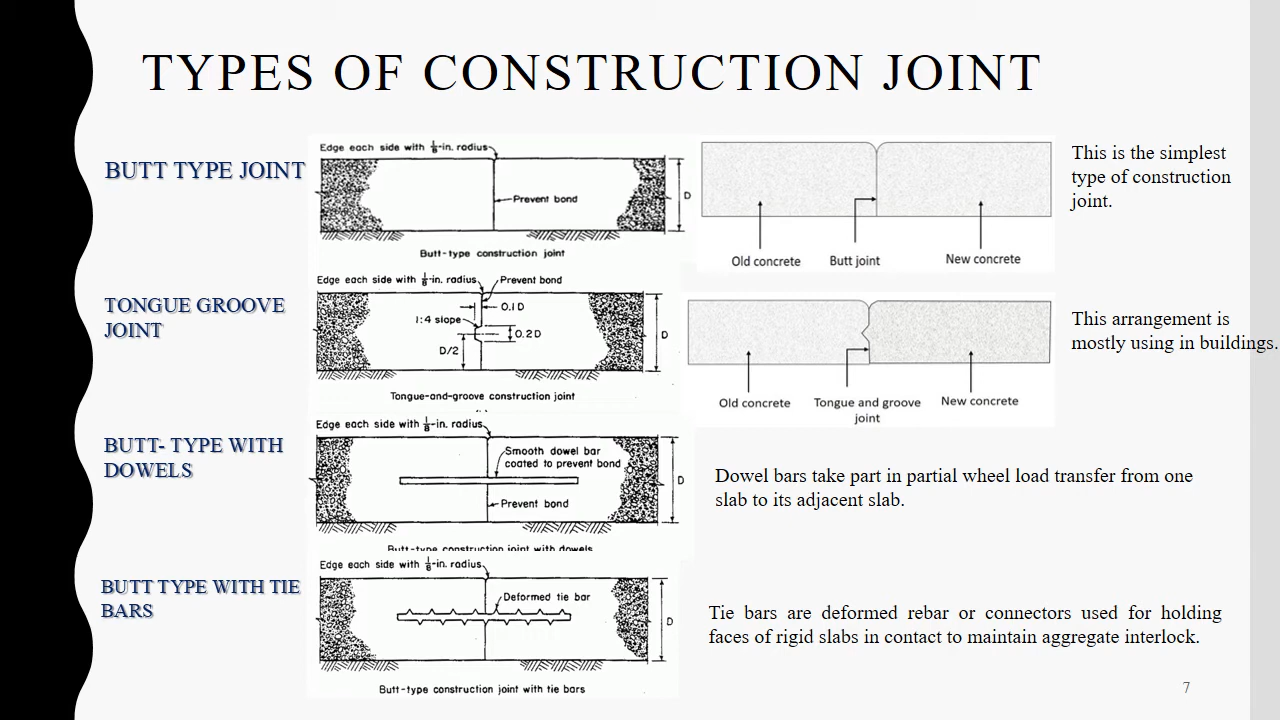 TYPES OF CONSTRUCTION JOINT
BUTT TYPE JOINT
Edge each side with 1/8-in. radius
Prevent bond
D
Butt-type construction joint
Old concrete
Butt joint
New concrete
This is the simplest
type of construction
joint.
TONGUE GROOVE
JOINT
Edge each side with 1/8-in. radius
Prevent bond
0.1D
1:4 slope
0.2D
D/2
D
Tongue-and-groove construction joint
Old concrete
Tongue and groove
joint
New concrete
This arrangement is
mostly using in buildings.
BUTT- TYPE WITH
DOWELS
Edge each side with 1/8-in. radius
Smooth dowel bar
coated to prevent bond
Prevent bond
D
Butt-type construction joint with dowels
Dowel bars take part in partial wheel load transfer from one
slab to its adjacent slab.
BUTT TYPE WITH TIE
BARS
Edge each side with 1/8-in. radius
Deformed tie bar
D
Butt-type construction joint with tie bars
Tie bars are deformed rebar or connectors used for holding
faces of rigid slabs in contact to maintain aggregate interlock.
7